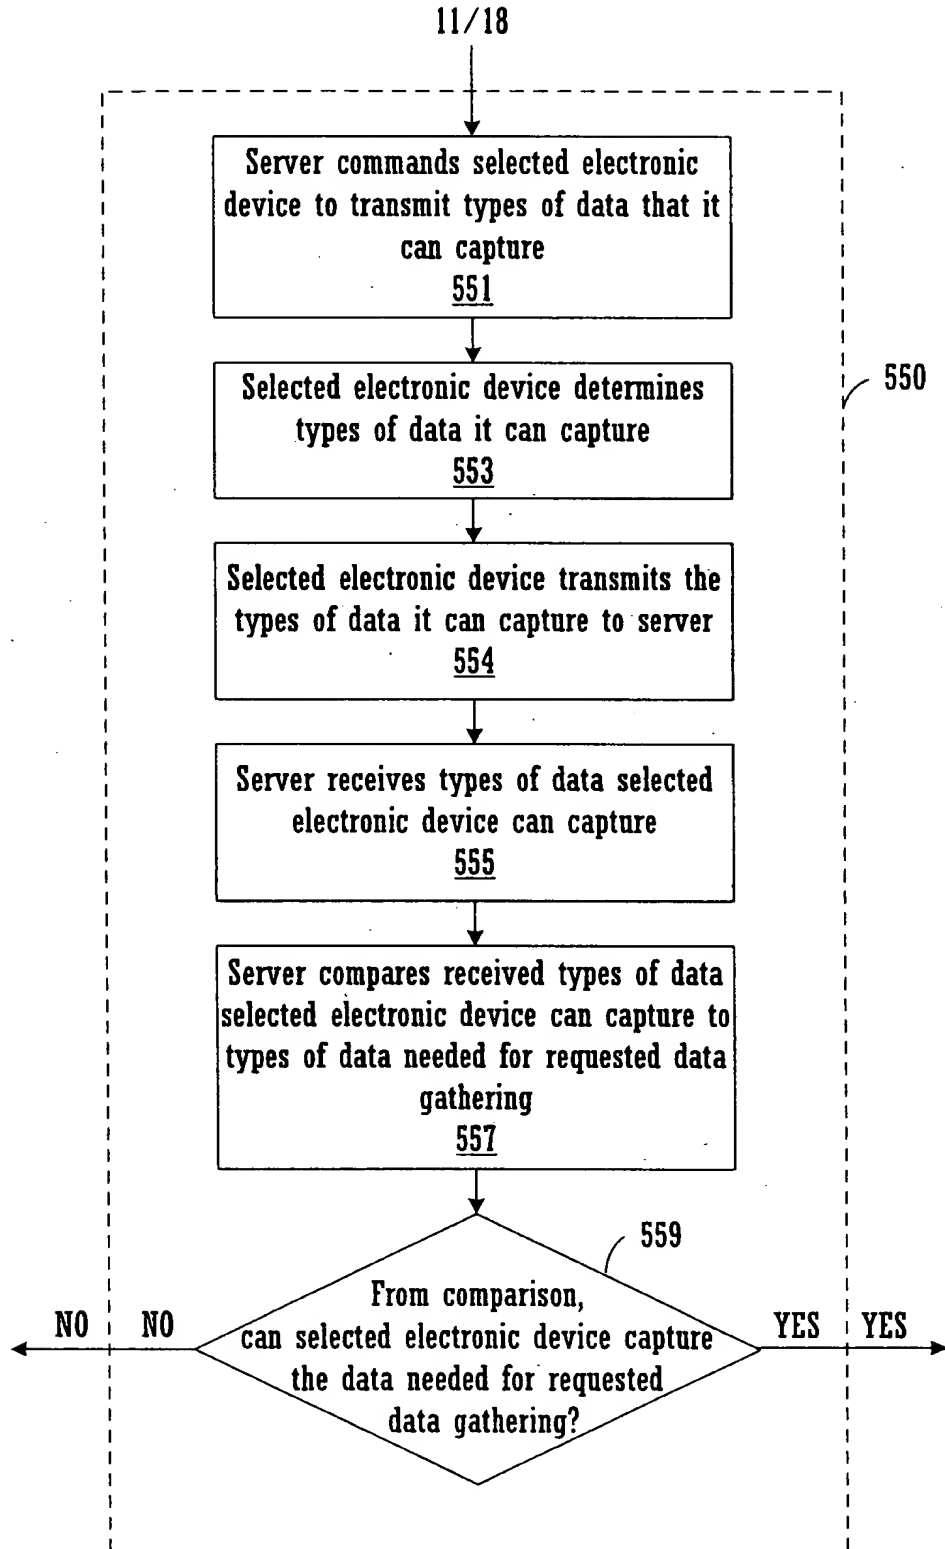 11/18
Server commands selected electronic
device to transmit types of data that it
can capture
551
Selected electronic device determines
types of data it can capture
553
550
Selected electronic device transmits the
types of data it can capture to server
554
Server receives types of data selected
electronic device can capture
555
Server compares received types of data
selected electronic device can capture to
types of data needed for requested data
gathering
557
559
From comparison,
can selected electronic device capture
the data needed for requested
data gathering?
NO NO YES YES